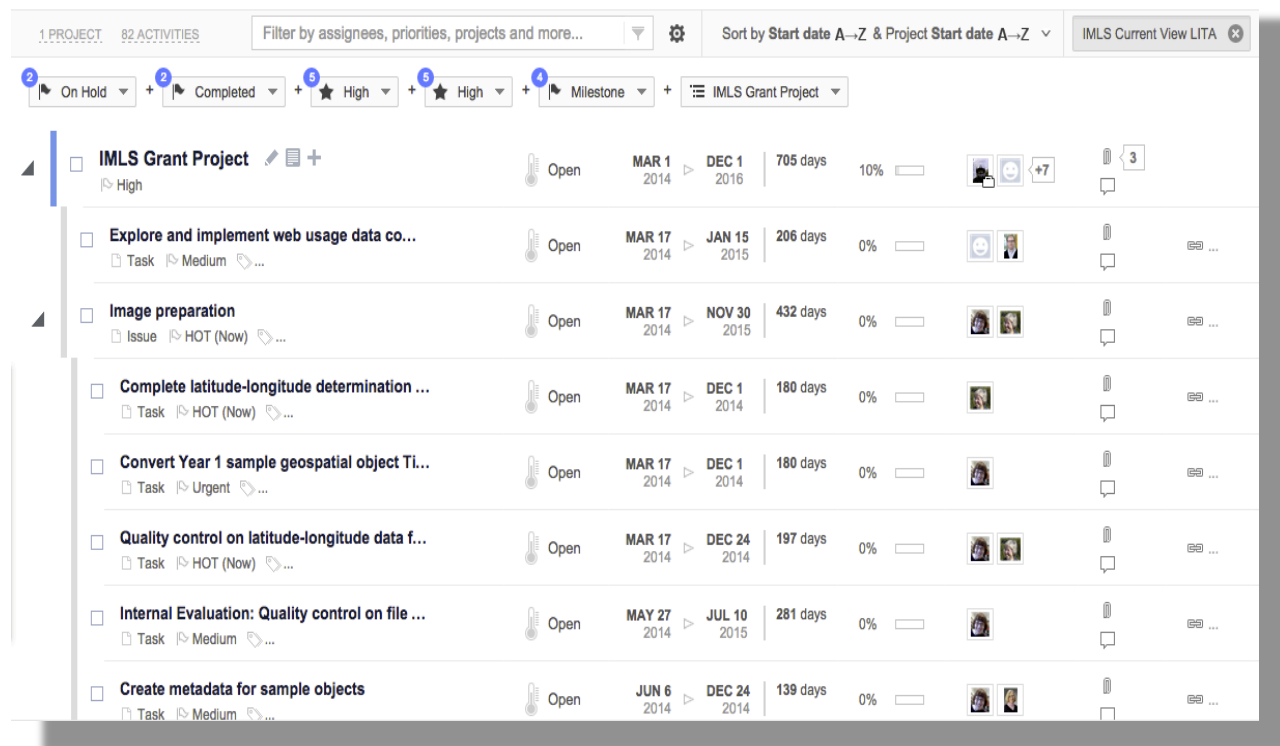 1 PROJECT 82 ACTIVITIES Filter by assignees, priorities, projects and more... Sort by Start date A→Z & Project Start date A→Z IMLS Current View LITA
2 On Hold + 2 Completed + 5 High + 5 High + 4 Milestone + IMLS Grant Project
IMLS Grant Project Open MAR 1 2014 DEC 1 2016 705 days 10% +7 3
High
Explore and implement web usage data co... Open MAR 17 2014 JAN 15 2015 206 days 0%
Task Medium ... ...
Image preparation Open MAR 17 2014 NOV 30 2015 432 days 0%
Issue HOT (Now) ... ...
Complete latitude-longitude determination ... Open MAR 17 2014 DEC 1 2014 180 days 0%
Task HOT (Now) ... ...
Convert Year 1 sample geospatial object Ti... Open MAR 17 2014 DEC 1 2014 180 days 0%
Task Urgent ... ...
Quality control on latitude-longitude data f... Open MAR 17 2014 DEC 24 2014 197 days 0%
Task HOT (Now) ... ...
Internal Evaluation: Quality control on file ... Open MAY 27 2014 JUL 10 2015 281 days 0%
Task Medium ... ...
Create metadata for sample objects Open JUN 6 2014 DEC 24 2014 139 days 0%
Task Medium ... ...